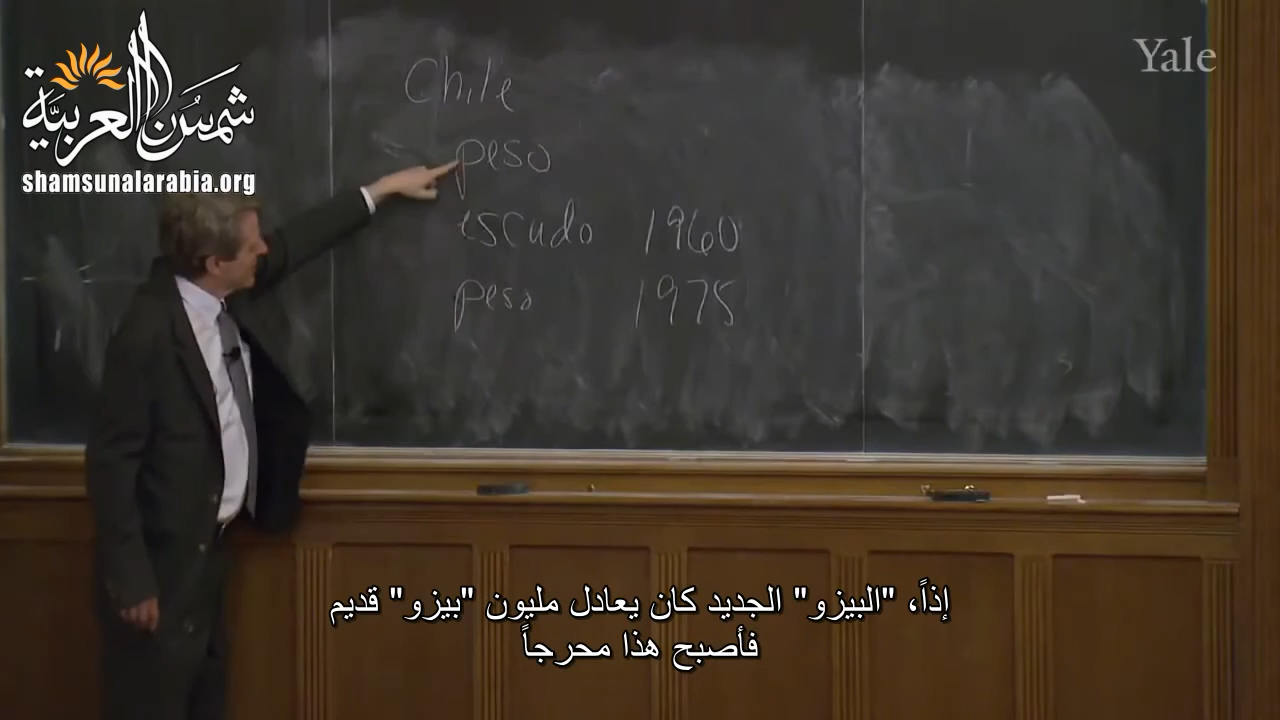 شمس العربية
shamsunalarabia.org
Yale
Chile
peso
escudo 1960
peso 1975
إذاً، "البيزو" الجديد كان يعادل مليون "بيزو" قديم
فأصبح هذا محرجاً